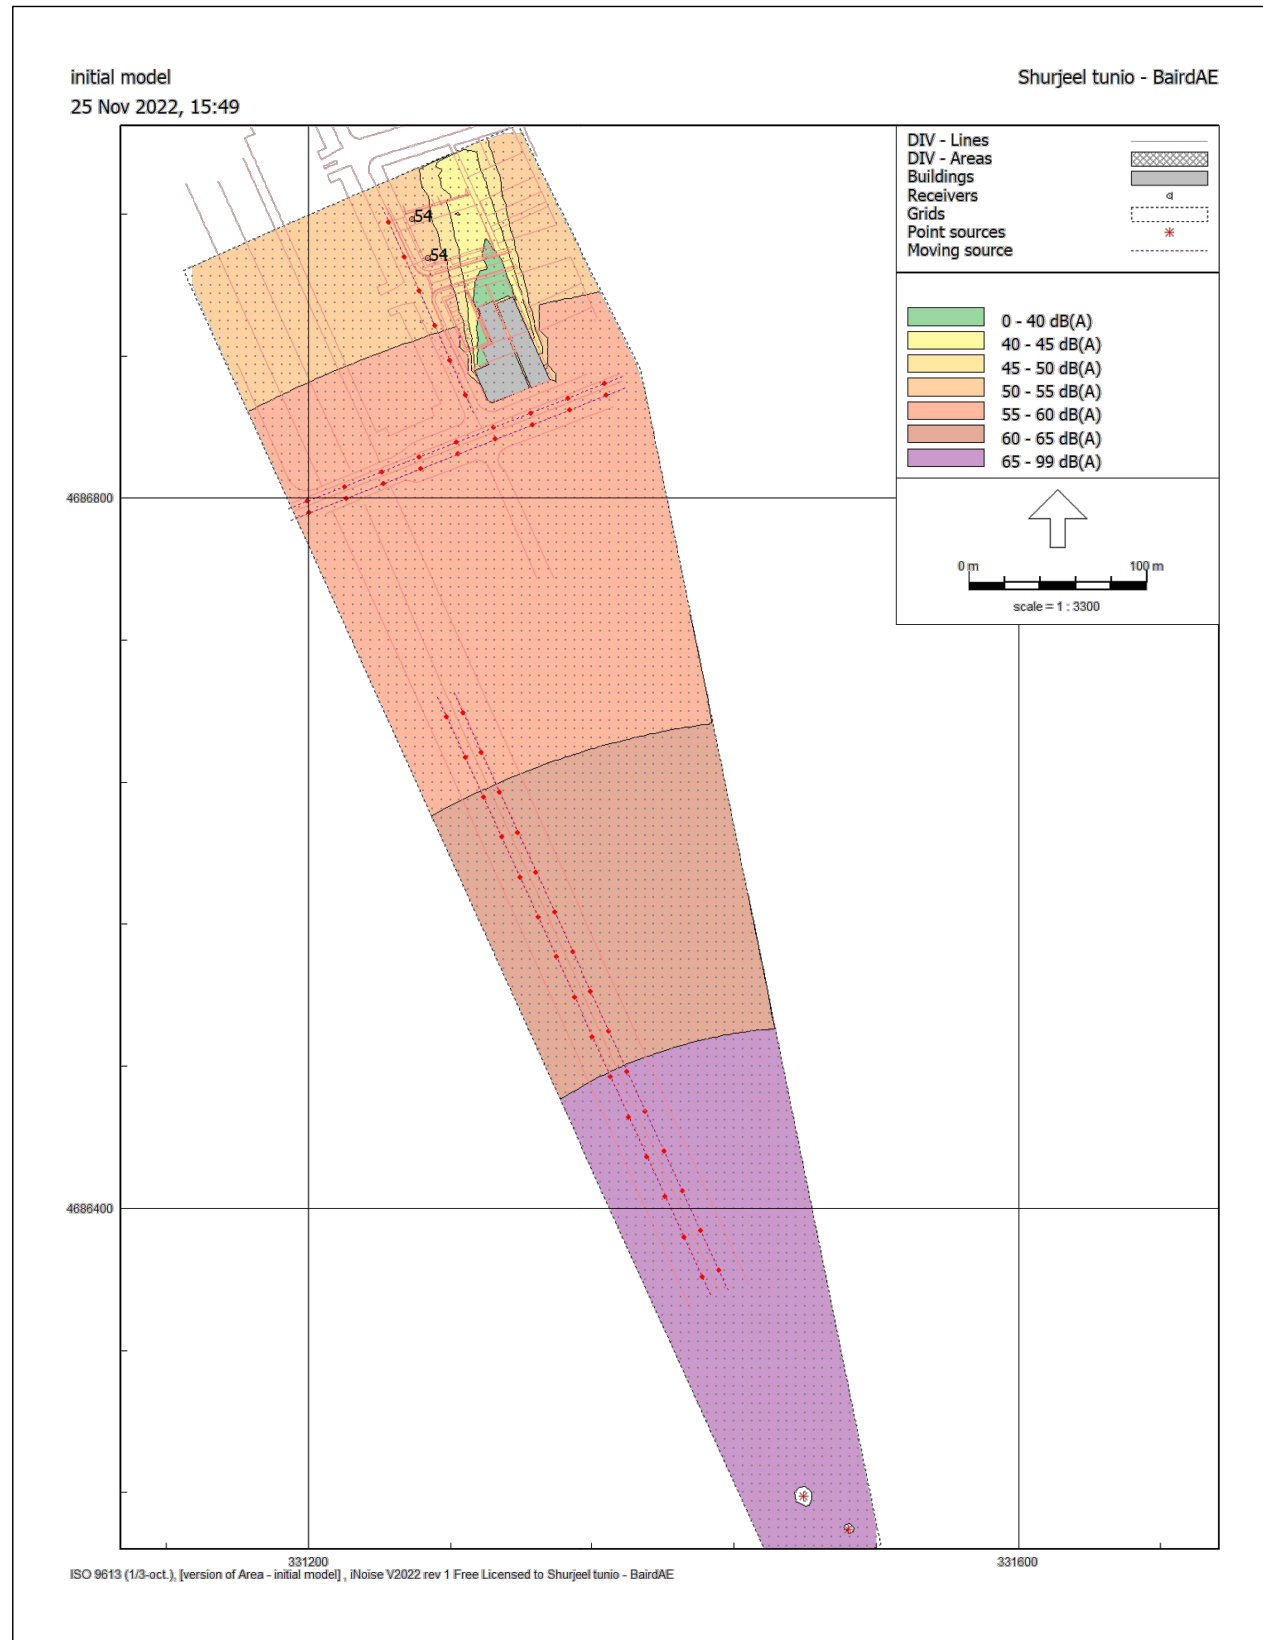 initial model
Shurjeel tunio - BairdAE
25 Nov 2022, 15:49
DIV - Lines
DIV - Areas
Buildings
Receivers
Grids
Point sources
Moving source
54
54
0 - 40 dB(A)
40 - 45 dB(A)
45 - 50 dB(A)
50 - 55 dB(A)
55 - 60 dB(A)
60 - 65 dB(A)
65 - 99 dB(A)
4686800
0 m
100 m
scale = 1 : 3300
4686400
331200
331600
ISO 9613 (1/3-oct.), [version of Area - initial model] , iNoise V2022 rev 1 Free Licensed to Shurjeel tunio - BairdAE